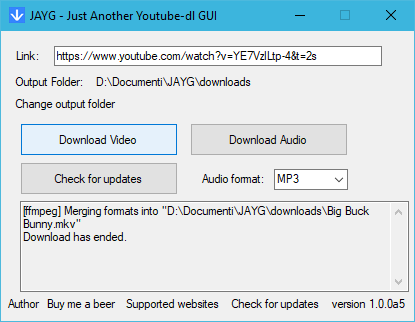 JAYG - Just Another Youtube-dl GUI
Link: https://www.youtube.com/watch?v=YE7VzlLtp-4&t=2s
Output Folder: D:\Documenti\JAYG\downloads
Change output folder
Download Video Download Audio
Check for updates Audio format: MP3
[ffmpeg] Merging formats into "D:\Documenti\JAYG\downloads\Big Buck
Bunny.mkv"
Download has ended.
Author Buy me a beer Supported websites Check for updates version 1.0.0a5